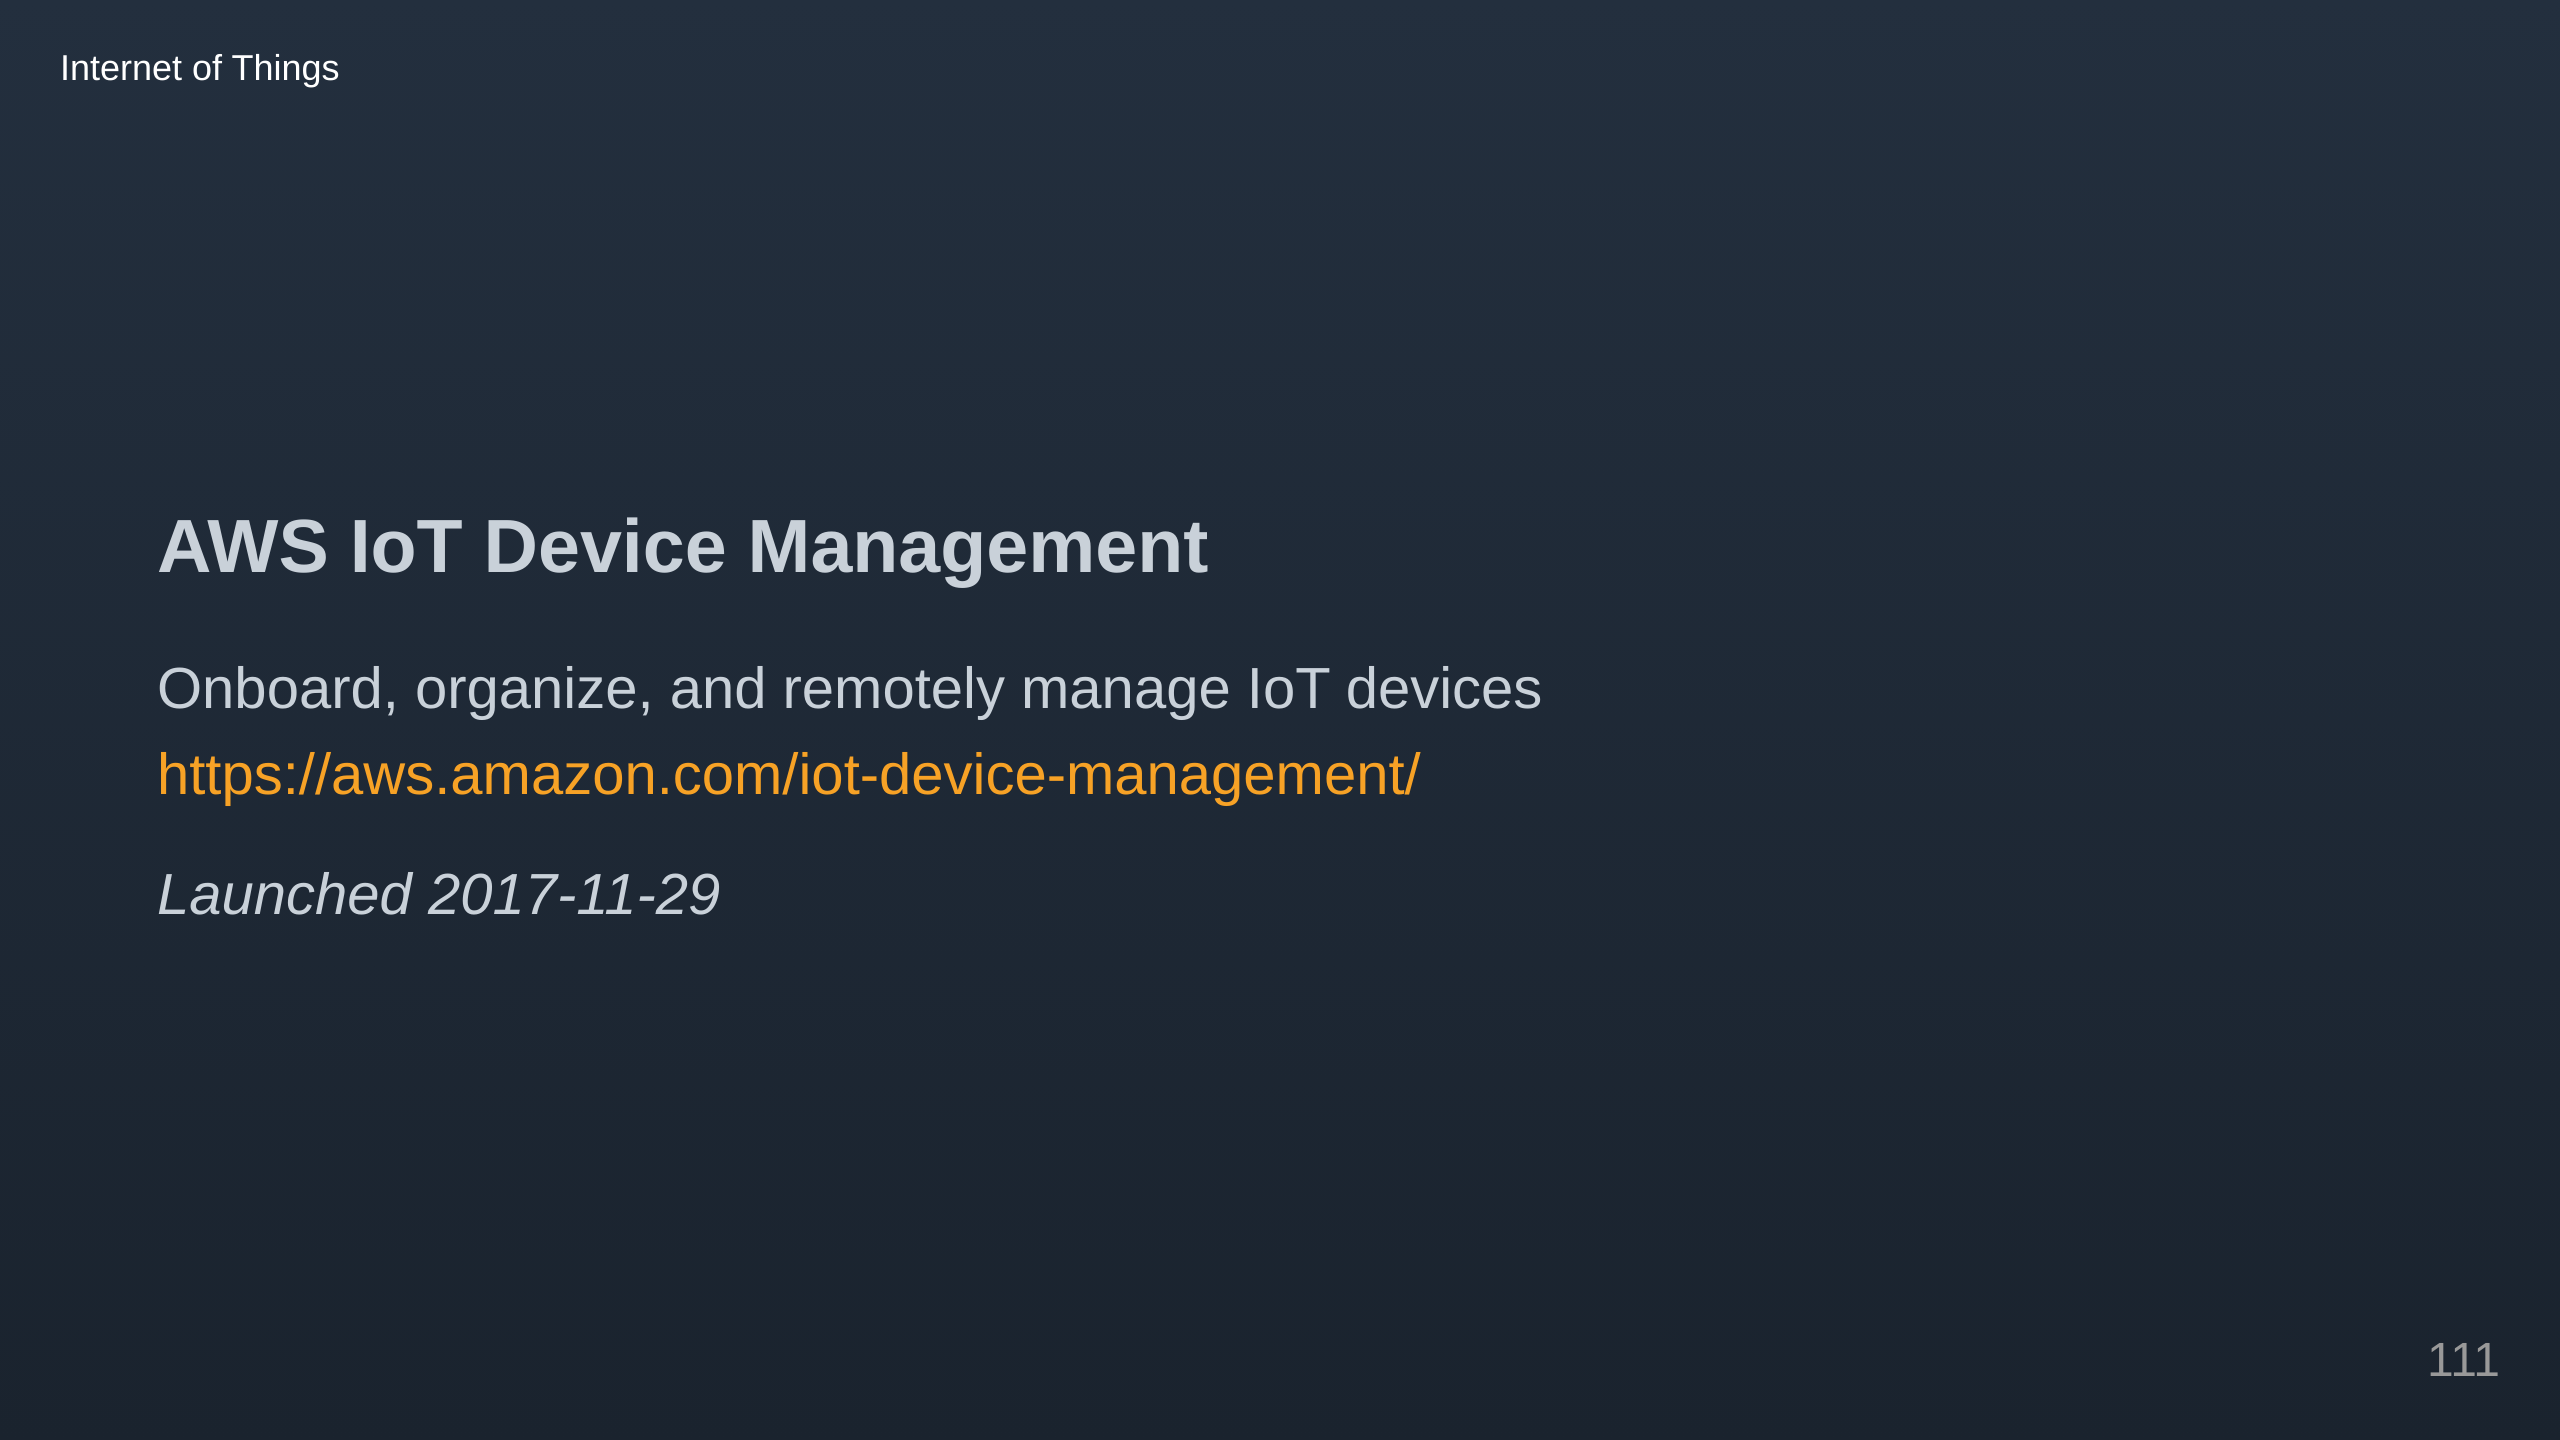 Internet of Things
AWS IoT Device Management
Onboard, organize, and remotely manage IoT devices
https://aws.amazon.com/iot-device-management/
Launched 2017-11-29
111